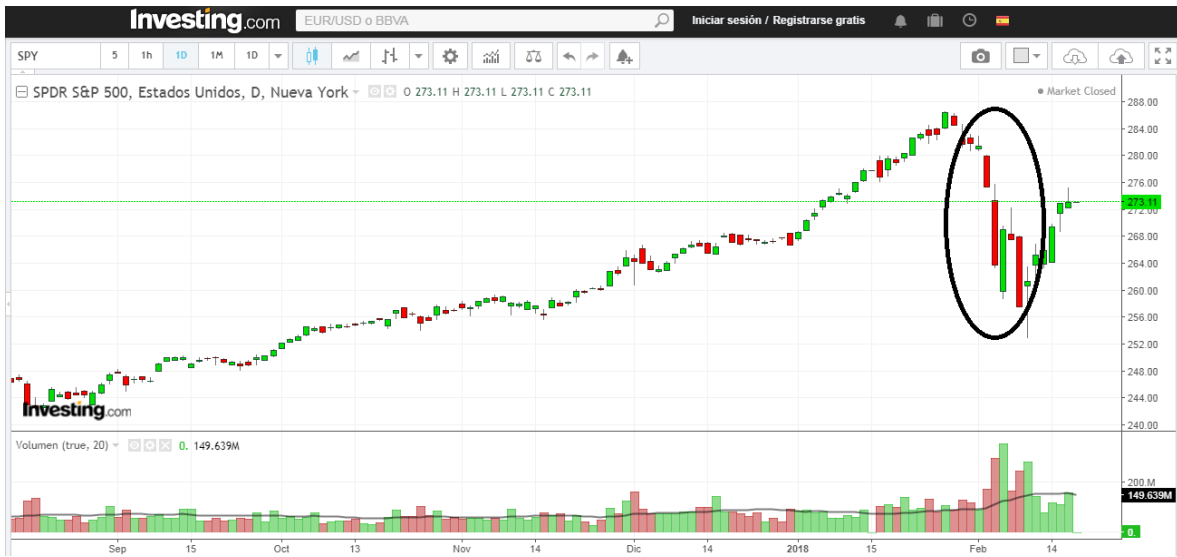 Investing.com EUR/USD o BBVA Iniciar sesión / Registrarse gratis
SPY 5 1h 1D 1M 1D
SPDR S&P 500, Estados Unidos, D, Nueva York O 273.11 H 273.11 L 273.11 C 273.11 Market Closed
288.00
284.00
280.00
276.00
273.11
272.00
268.00
264.00
260.00
256.00
252.00
248.00
244.00
240.00
Investing.com
Volumen (true, 20) 0. 149.639M
200.M
149.639M
0.
Sep 15 Oct 13 Nov 14 Dic 14 2018 15 Feb 14